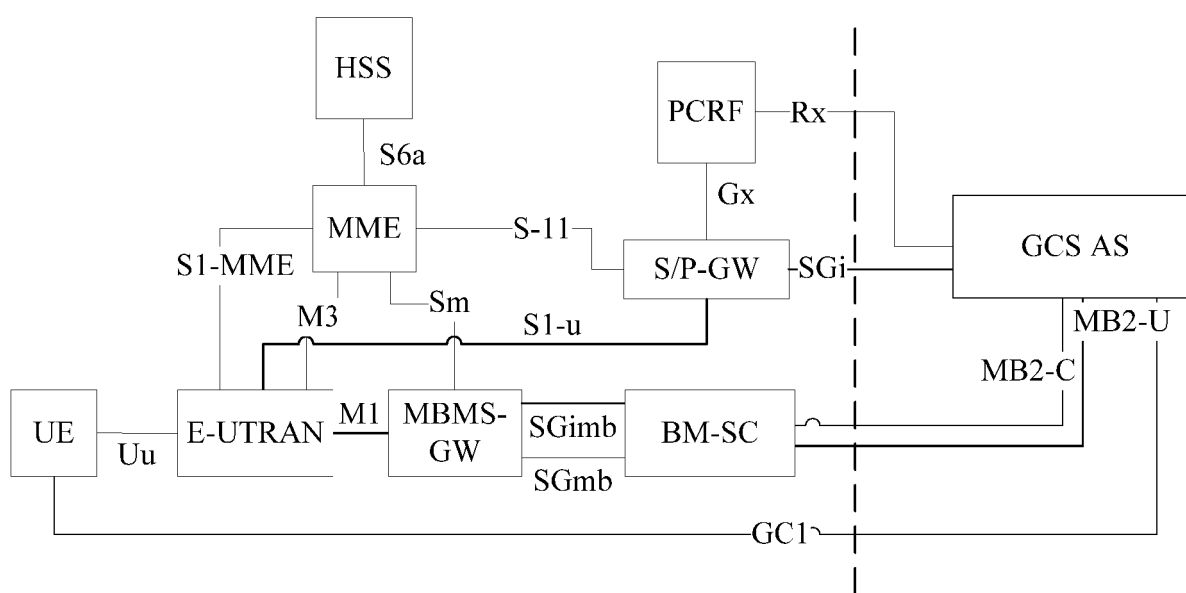 HSS
PCRF
Rx
S6a
Gx
MME
S-11
GCS AS
S1-MME
S/P-GW
SGi
M3
Sm
S1-u
MB2-U
MB2-C
UE
Uu
E-UTRAN
M1
MBMS-
GW
SGimb
SGmb
BM-SC
GC1